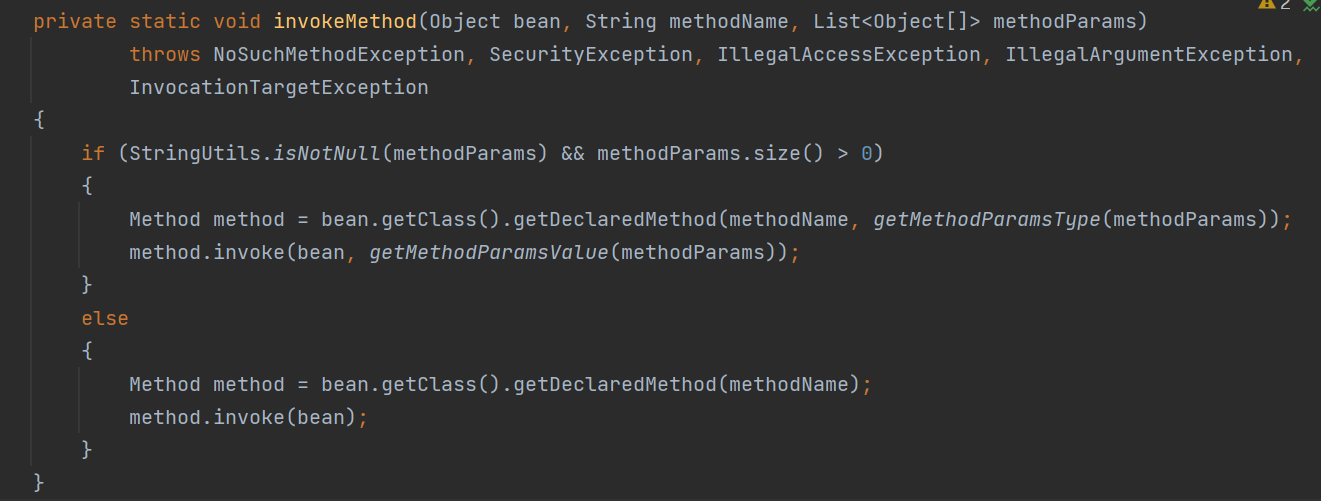 private static void invokeMethod(Object bean, String methodName, List<Object[]> methodParams)
2
        throws NoSuchMethodException, SecurityException, IllegalAccessException, IllegalArgumentException,
        InvocationTargetException
{
    if (StringUtils.isNotNull(methodParams) && methodParams.size() > 0)
    {
        Method method = bean.getClass().getDeclaredMethod(methodName, getMethodParamsType(methodParams));
        method.invoke(bean, getMethodParamsValue(methodParams));
    }
    else
    {
        Method method = bean.getClass().getDeclaredMethod(methodName);
        method.invoke(bean);
    }
}